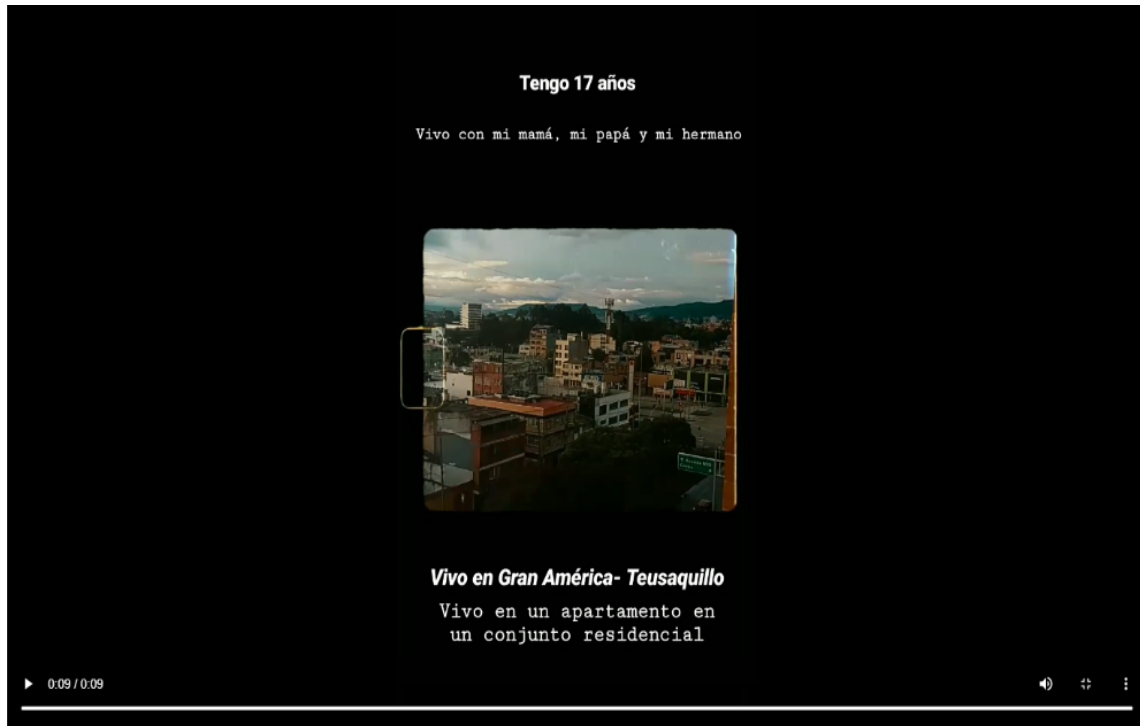 Tengo 17 años
Vivo con mi mamá, mi papá y mi hermano
Vivo en Gran América- Teusaquillo
Vivo en un apartamento en
un conjunto residencial
0:09 / 0:09